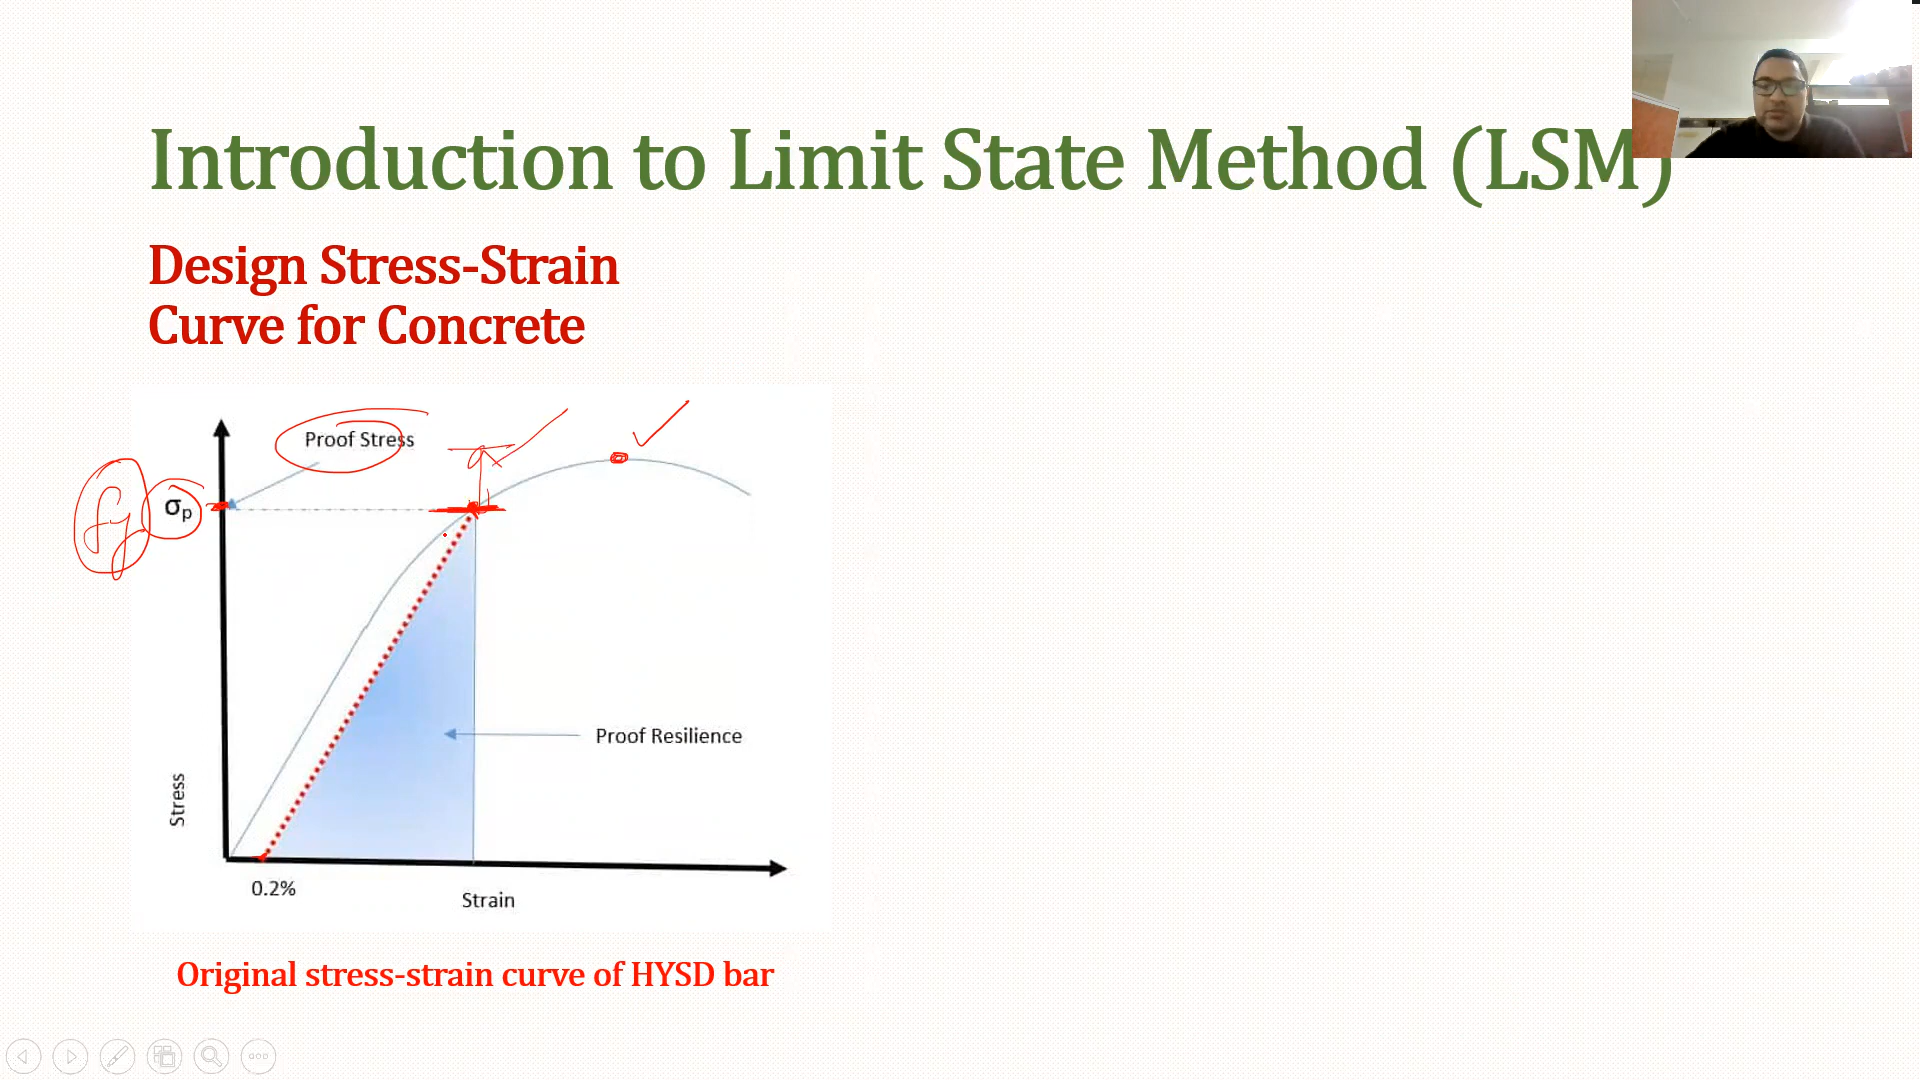 Introduction to Limit State Method (LSM)
Design Stress-Strain
Curve for Concrete
Proof Stress
fy
σp
Proof Resilience
Stress
0.2%
Strain
Original stress-strain curve of HYSD bar